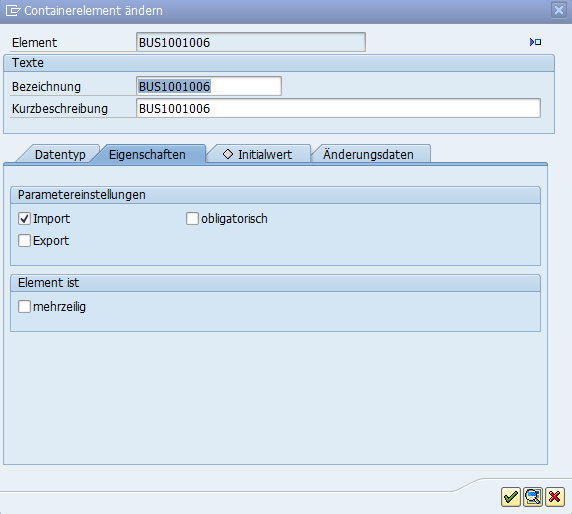 Containerelement ändern
Element BUS1001006
Texte
Bezeichnung BUS1001006
Kurzbeschreibung BUS1001006
Datentyp Eigenschaften Initialwert Änderungsdaten
Parametereinstellungen
Import obligatorisch
Export
Element ist
mehrzeilig